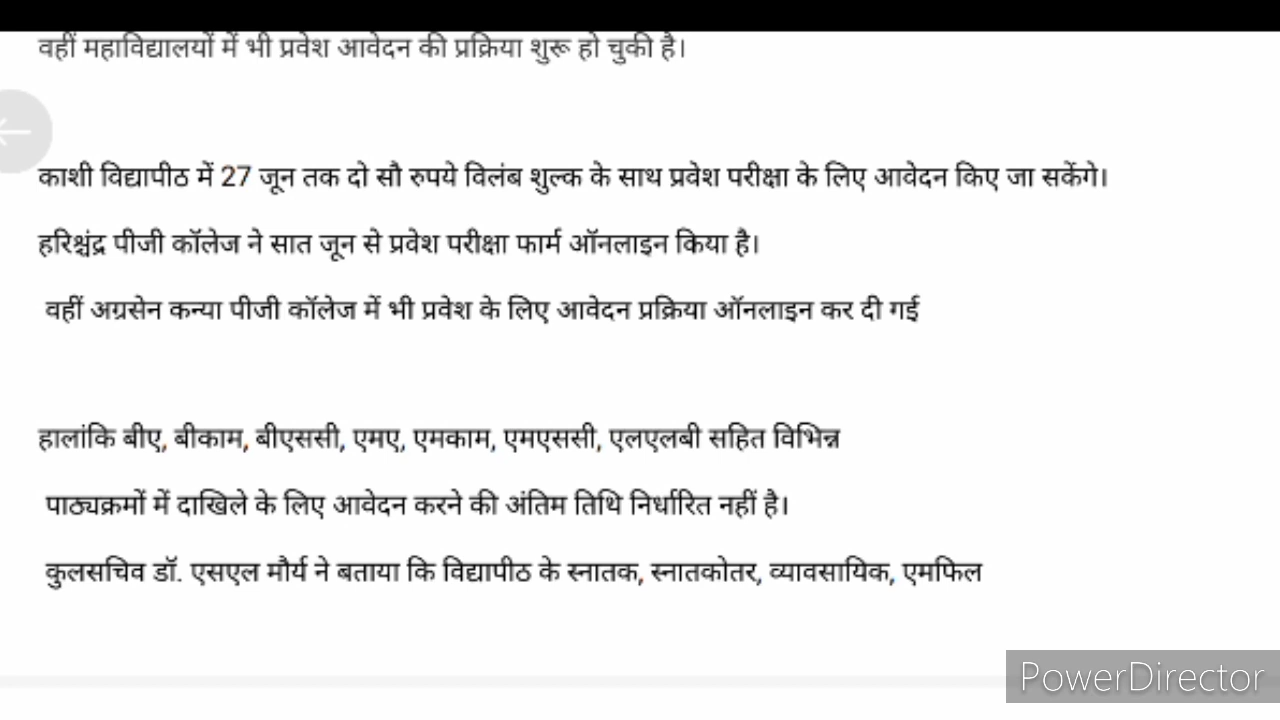 वहीं महाविद्यालयों में भी प्रवेश आवेदन की प्रक्रिया शुरू हो चुकी है।
काशी विद्यापीठ में 27 जून तक दो सौ रुपये विलंब शुल्क के साथ प्रवेश परीक्षा के लिए आवेदन किए जा सकेंगे।
हरिश्चंद्र पीजी कॉलेज ने सात जून से प्रवेश परीक्षा फार्म ऑनलाइन किया है।
वहीं अग्रसेन कन्या पीजी कॉलेज में भी प्रवेश के लिए आवेदन प्रक्रिया ऑनलाइन कर दी गई
हालांकि बीए, बीकाम, बीएससी, एमए, एमकाम, एमएससी, एलएलबी सहित विभिन्न
पाठ्यक्रमों में दाखिले के लिए आवेदन करने की अंतिम तिथि निर्धारित नहीं है।
कुलसचिव डॉ. एसएल मौर्य ने बताया कि विद्यापीठ के स्नातक, स्नातकोतर, व्यावसायिक, एमफिल
PowerDirector